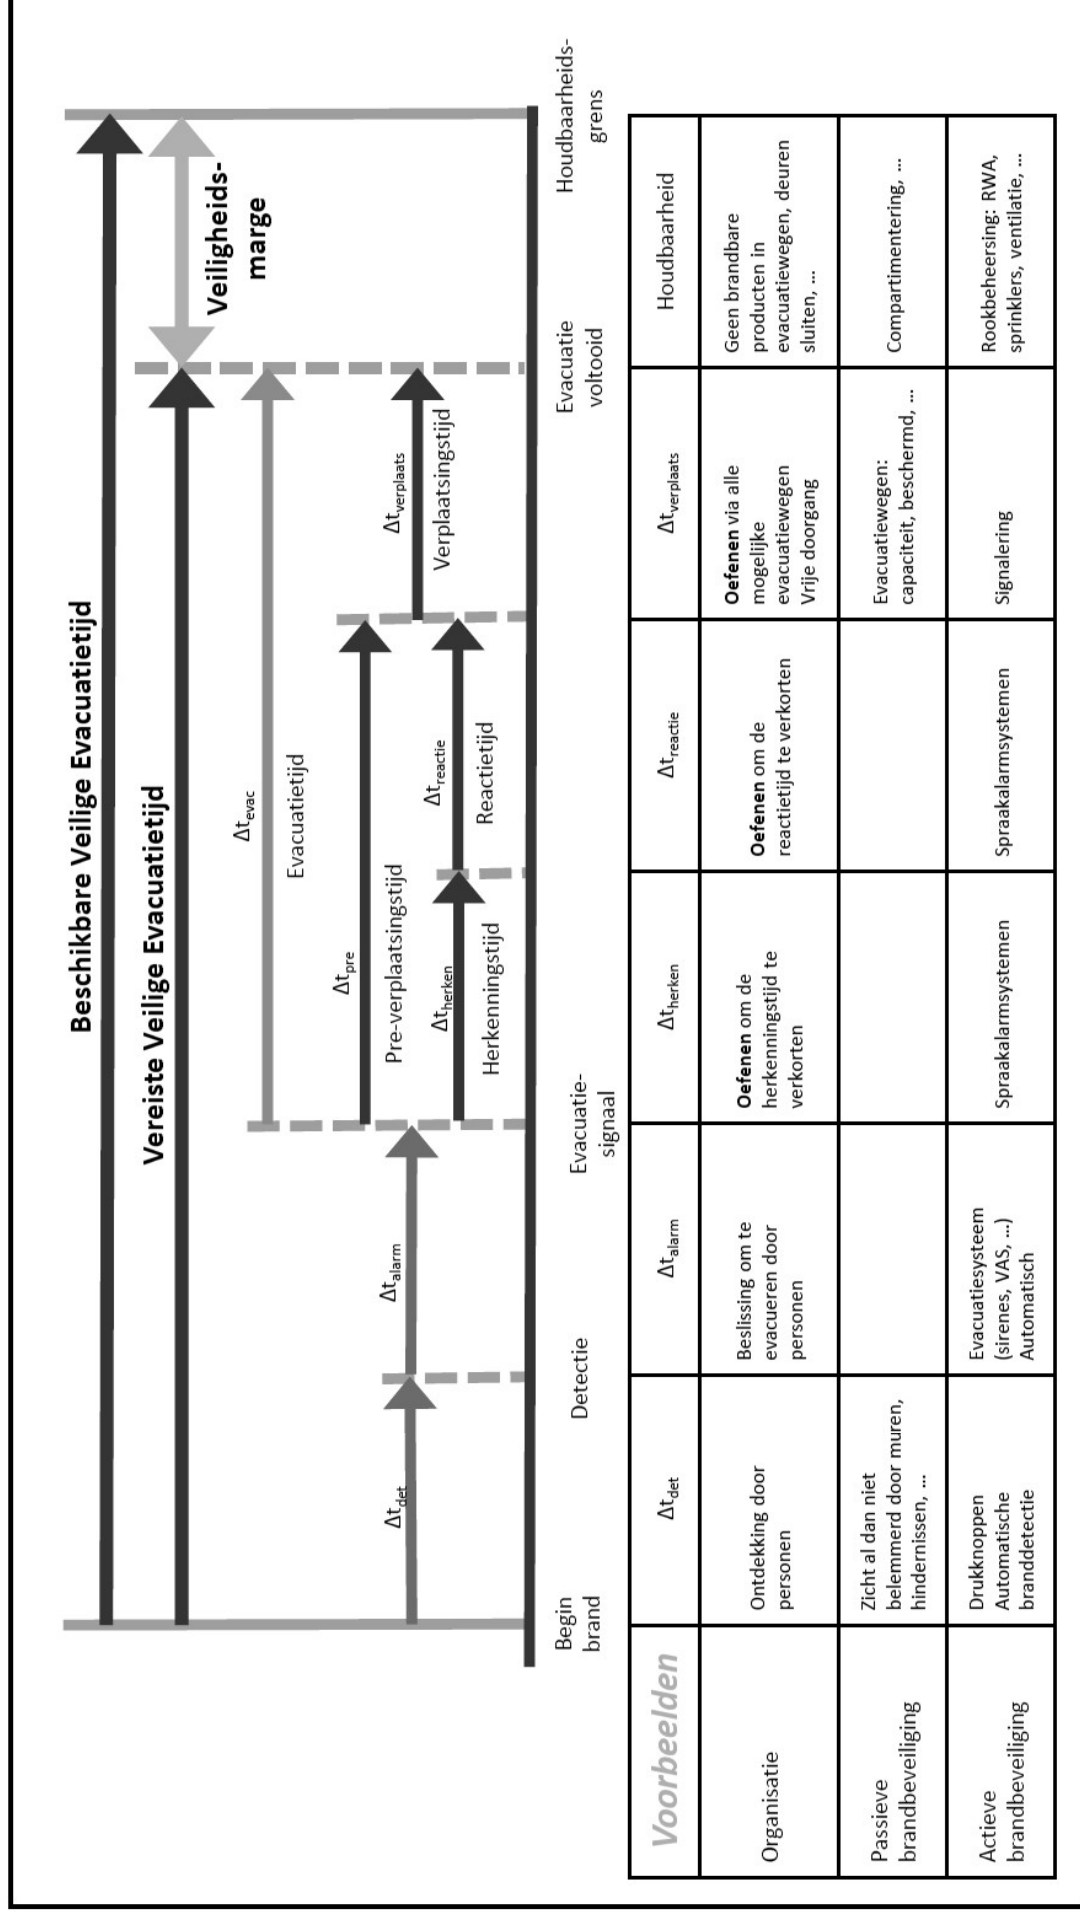 Beschikbare Veilige Evacuatietijd
Vereiste Veilige Evacuatietijd
Veiligheids-
marge
Δtevac
Evacuatietijd
Δtpre
Pre-verplaatsingstijd
Δtverplaats
Verplaatsingstijd
Δtdet
Δtalarm
Δtherken
Herkenningstijd
Δtreactie
Reactietijd
Begin
brand
Detectie
Evacuatie-
signaal
Evacuatie
voltooid
Houdbaarheids-
grens
Voorbeelden
Δtdet
Δtalarm
Δtherken
Δtreactie
Δtverplaats
Houdbaarheid
Organisatie
Ontdekking door
personen
Beslissing om te
evacueren door
personen
Oefenen om de
herkenningstijd te
verkorten
Oefenen om de
reactietijd te verkorten
Oefenen via alle
mogelijke
evacuatiewegen
Vrije doorgang
Geen brandbare
producten in
evacuatiewegen, deuren
sluiten, ...
Passieve
brandbeveiliging
Zicht al dan niet
belemmerd door muren,
hindernissen, ...
Evacuatiewegen:
capaciteit, beschermd, ...
Compartimentering, ...
Actieve
brandbeveiliging
Drukknoppen
Automatische
branddetectie
Evacuatiesysteem
(sirenes, VAS, ...)
Automatisch
Spraakalarmsystemen
Spraakalarmsystemen
Signalering
Rookbeheersing: RWA,
sprinklers, ventilatie, ...